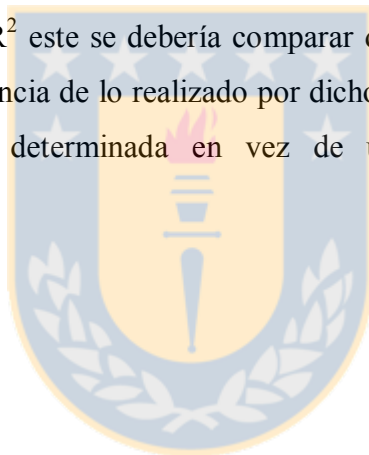 R² este se debería comparar
ncia de lo realizado por dicho
determinada en vez de